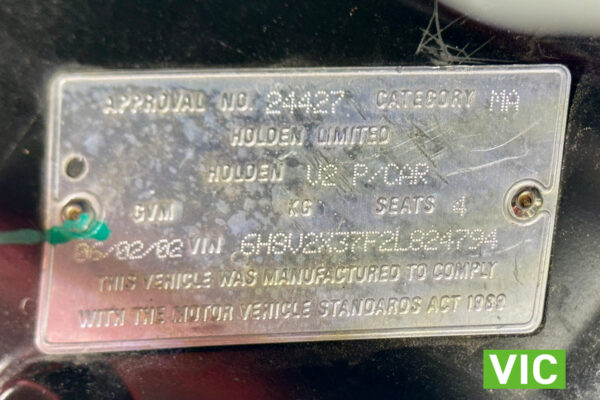 APPROVAL NO. 24427 CATEGORY MA
HOLDEN LIMITED
HOLDEN V2 P/CAR
GVM KG SEATS 4
06/02/02 VIN 6H8V2X37F2L824794
THIS VEHICLE WAS MANUFACTURED TO COMPLY
WITH THE MOTOR VEHICLE STANDARDS ACT 1989
VIC